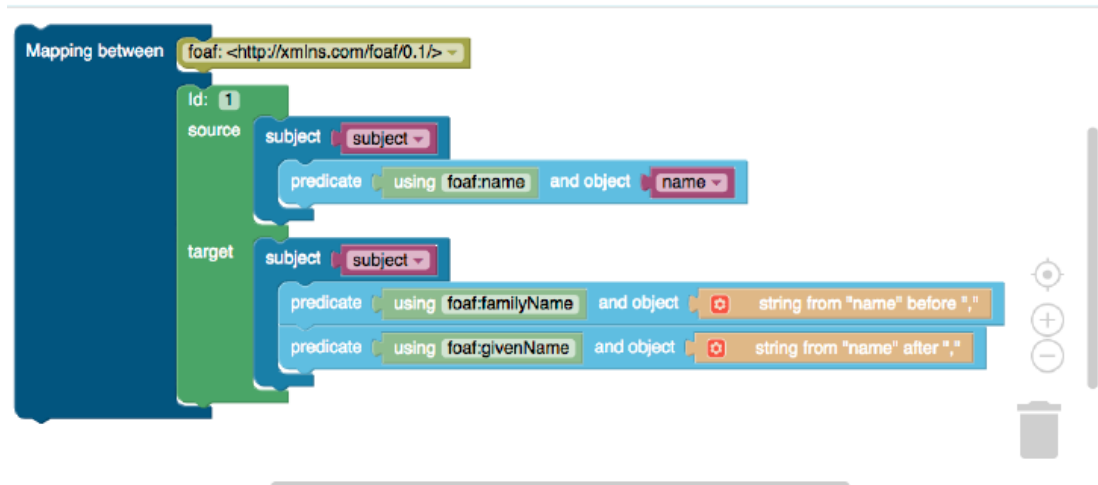 Mapping between foaf: <http://xmlns.com/foaf/0.1/>
Id: 1
source subject subject
predicate using foaf:name and object name
target subject subject
predicate using foaf:familyName and object string from "name" before ","
predicate using foaf:givenName and object string from "name" after ","